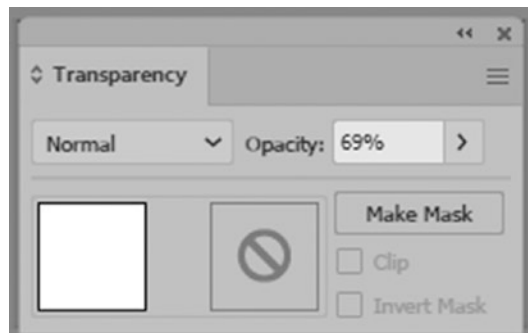 Transparency
Normal Opacity: 69%
Make Mask
Clip
Invert Mask